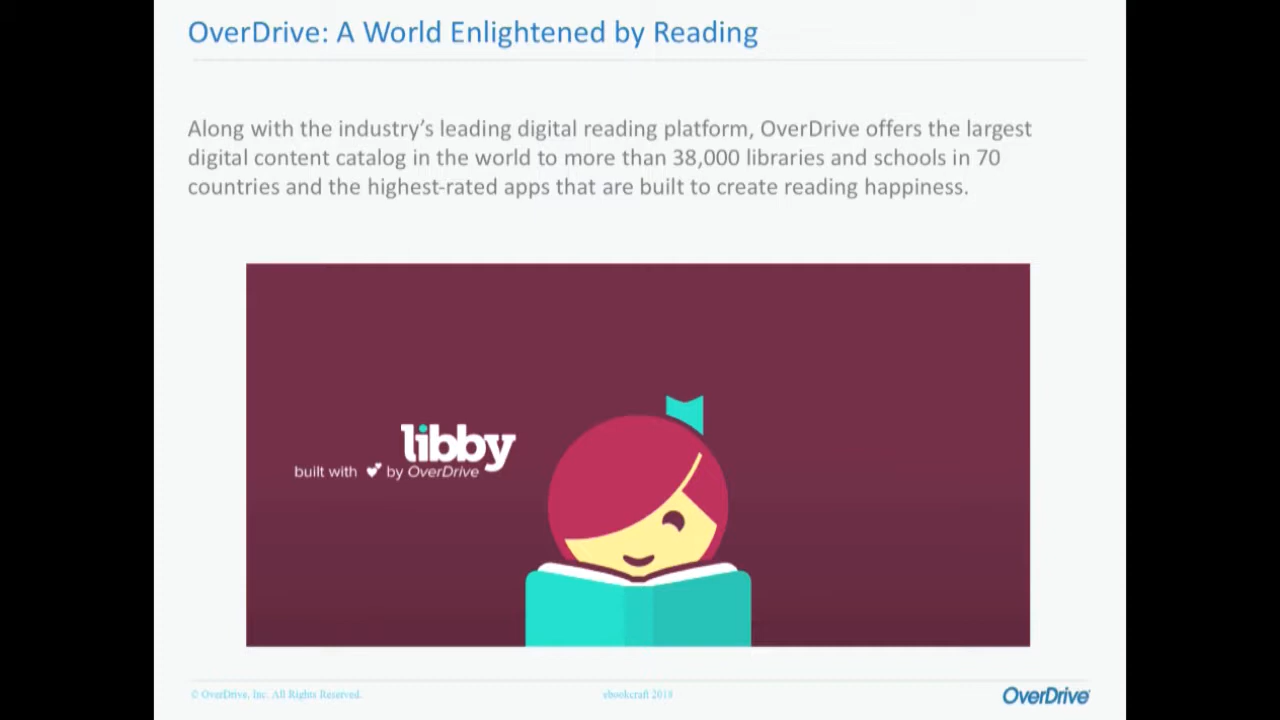 OverDrive: A World Enlightened by Reading
Along with the industry's leading digital reading platform, OverDrive offers the largest
digital content catalog in the world to more than 38,000 libraries and schools in 70
countries and the highest-rated apps that are built to create reading happiness.
libby
built with by OverDrive
© OverDrive, Inc. All Rights Reserved.
ebookcraft 2018
OverDrive